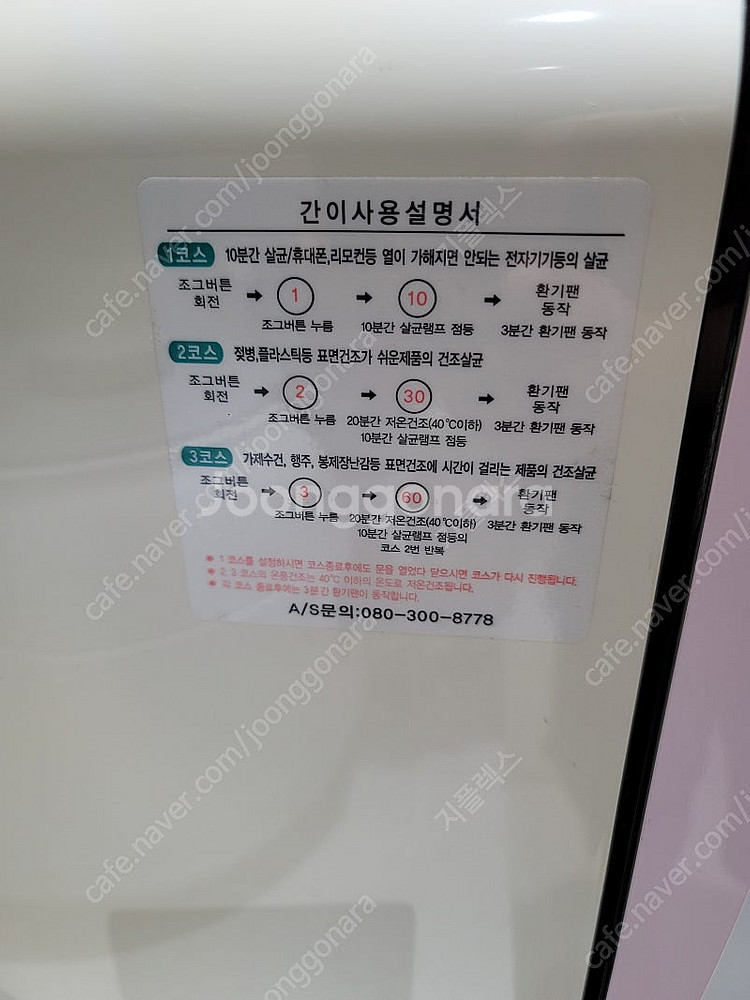 간이사용설명서
1코스 10분간 살균/휴대폰,리모컨등 열이 가해지면 안되는 전자기기등의 살균
조그버튼 회전 → 1 → 10 → 환기팬 동작
조그버튼 누름 10분간 살균램프 점등 3분간 환기팬 동작
2코스 젖병,플라스틱등 표면건조가 쉬운제품의 건조살균
조그버튼 회전 → 2 → 30 → 환기팬 동작
조그버튼 누름 20분간 저온건조(40℃이하) 3분간 환기팬 동작
10분간 살균램프 점등
3코스 가제수건, 행주, 봉제장난감등 표면건조에 시간이 걸리는 제품의 건조살균
조그버튼 회전 → 3 → 60 → 환기팬 동작
조그버튼 누름 20분간 저온건조(40℃이하) 3분간 환기팬 동작
10분간 살균램프 점등의
코스 2번 반복
* 1 코스를 설정하시면 코스종료후에도 문을 열었다 닫으시면 코스가 다시 진행됩니다.
* 2, 3 코스의 온풍건조는 40℃ 이하의 온도로 저온건조됩니다.
* 각 코스 종료후에는 3분간 환기팬이 동작합니다.
A/S문의:080-300-8778
joonggonara
cafe.naver.com/joonggonara
지플렉스